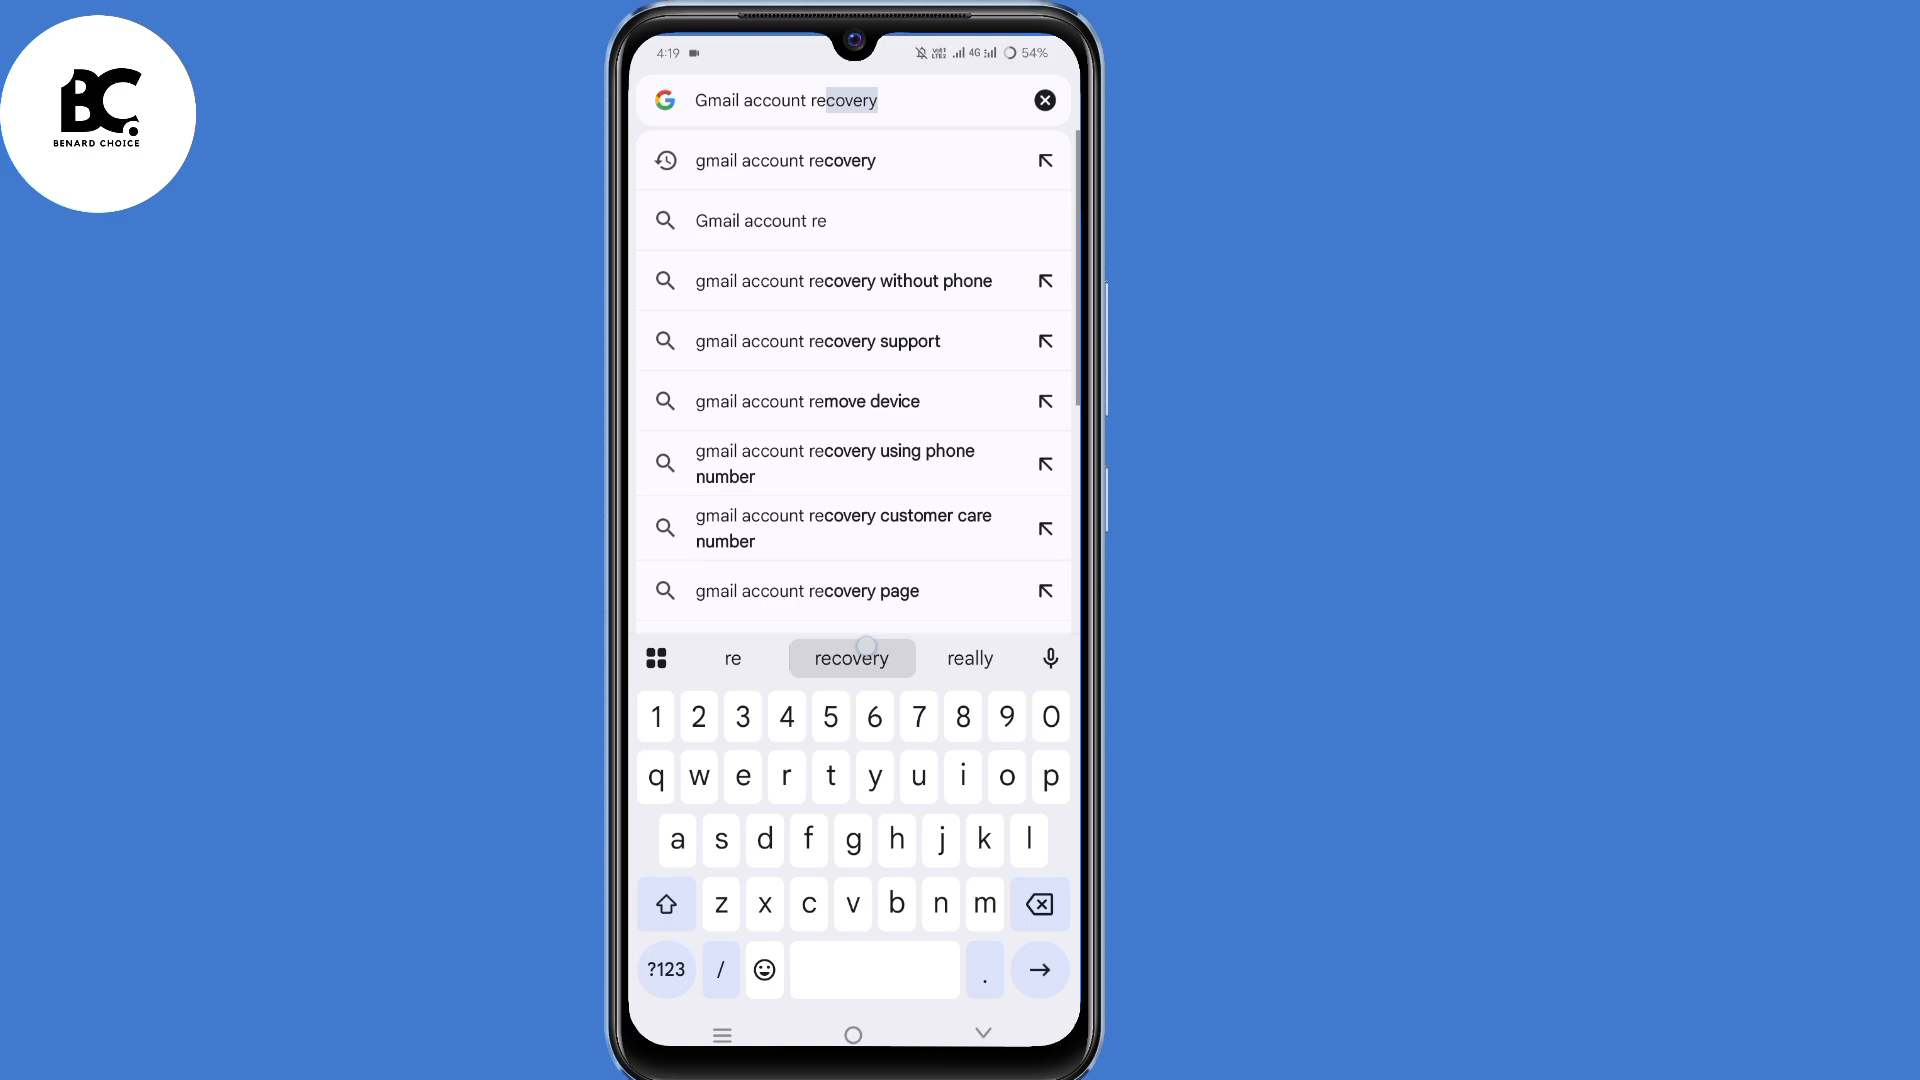 BC.
BENARD CHOICE
4:19
4G
54%
Gmail account recovery
gmail account recovery
Gmail account re
gmail account recovery without phone
gmail account recovery support
gmail account remove device
gmail account recovery using phone
number
gmail account recovery customer care
number
gmail account recovery page
re recovery really
1 2 3 4 5 6 7 8 9 0
q w e r t y u i o p
a s d f g h j k l
z x c v b n m
?123 / .